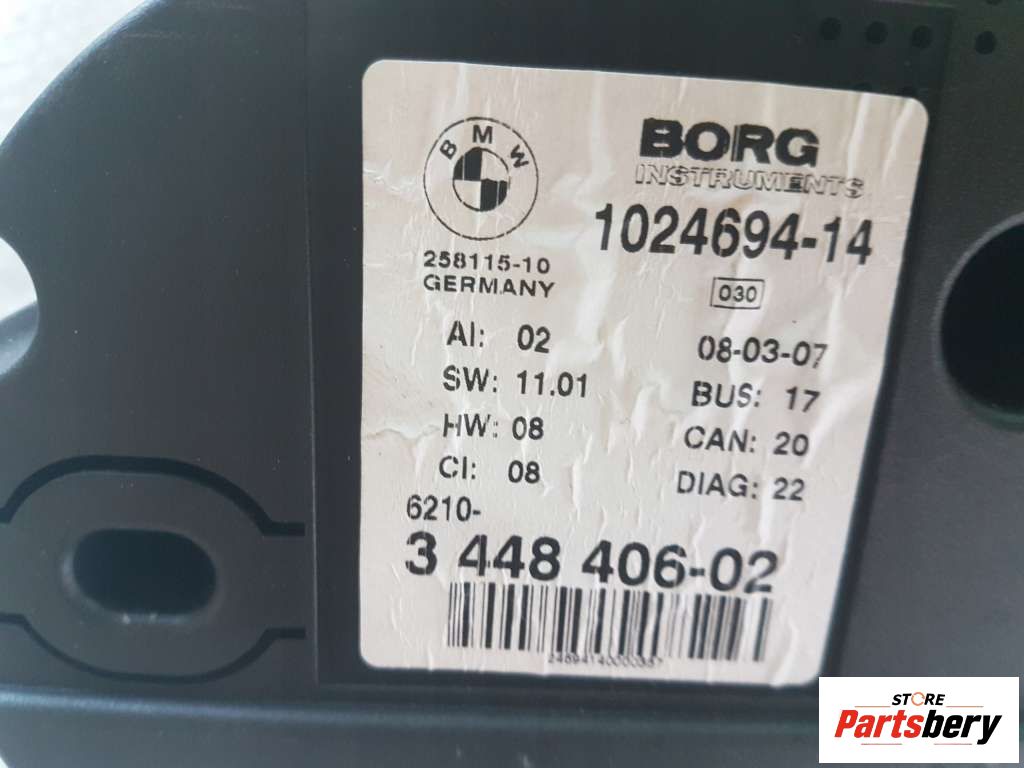 BMW
BORG
INSTRUMENTS
1024694-14
258115-10
GERMANY
030
AI: 02
08-03-07
SW: 11.01
BUS: 17
HW: 08
CAN: 20
CI: 08
DIAG: 22
6210-
3 448 406-02
STORE
Partsbery